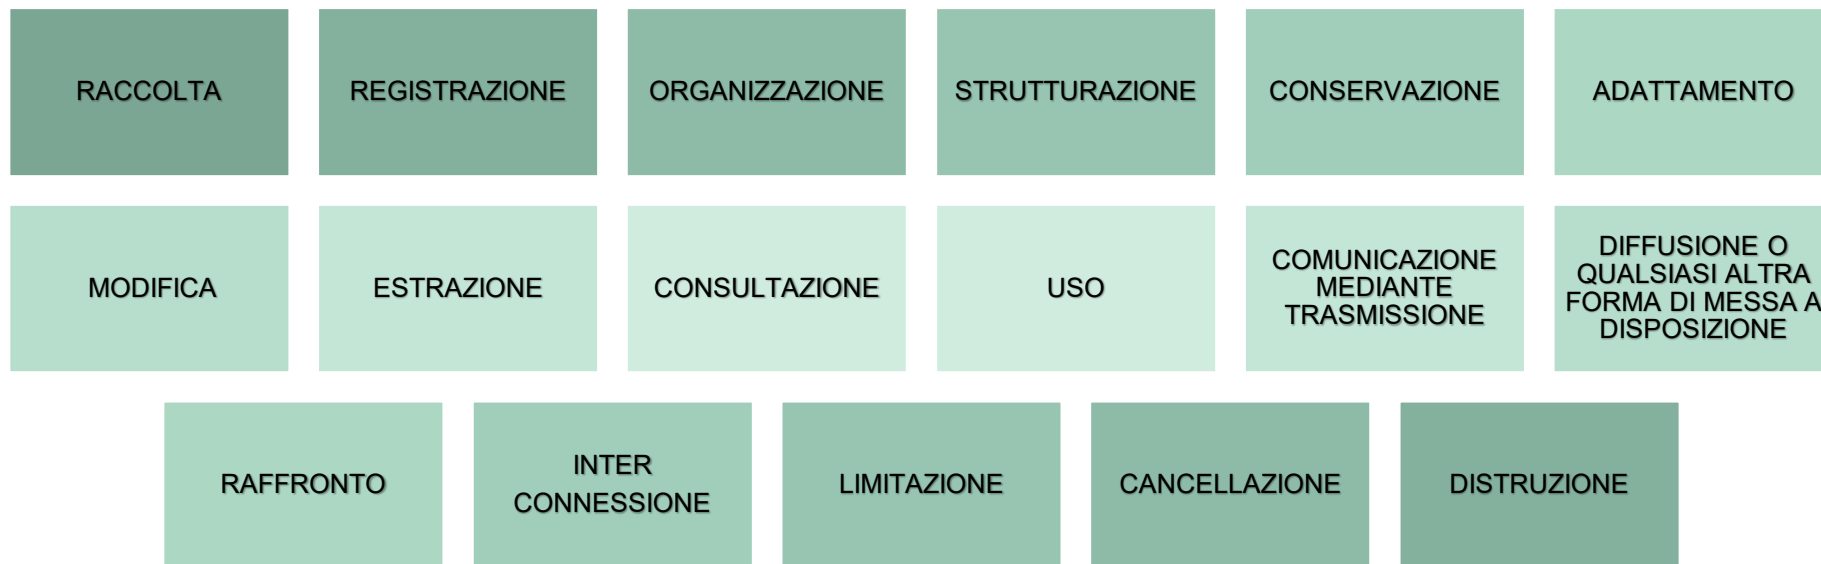 RACCOLTA
REGISTRAZIONE
ORGANIZZAZIONE
STRUTTURAZIONE
CONSERVAZIONE
ADATTAMENTO
MODIFICA
ESTRAZIONE
CONSULTAZIONE
USO
COMUNICAZIONE
MEDIANTE
TRASMISSIONE
DIFFUSIONE O
QUALSIASI ALTRA
FORMA DI MESSA A
DISPOSIZIONE
RAFFRONTO
INTER
CONNESSIONE
LIMITAZIONE
CANCELLAZIONE
DISTRUZIONE